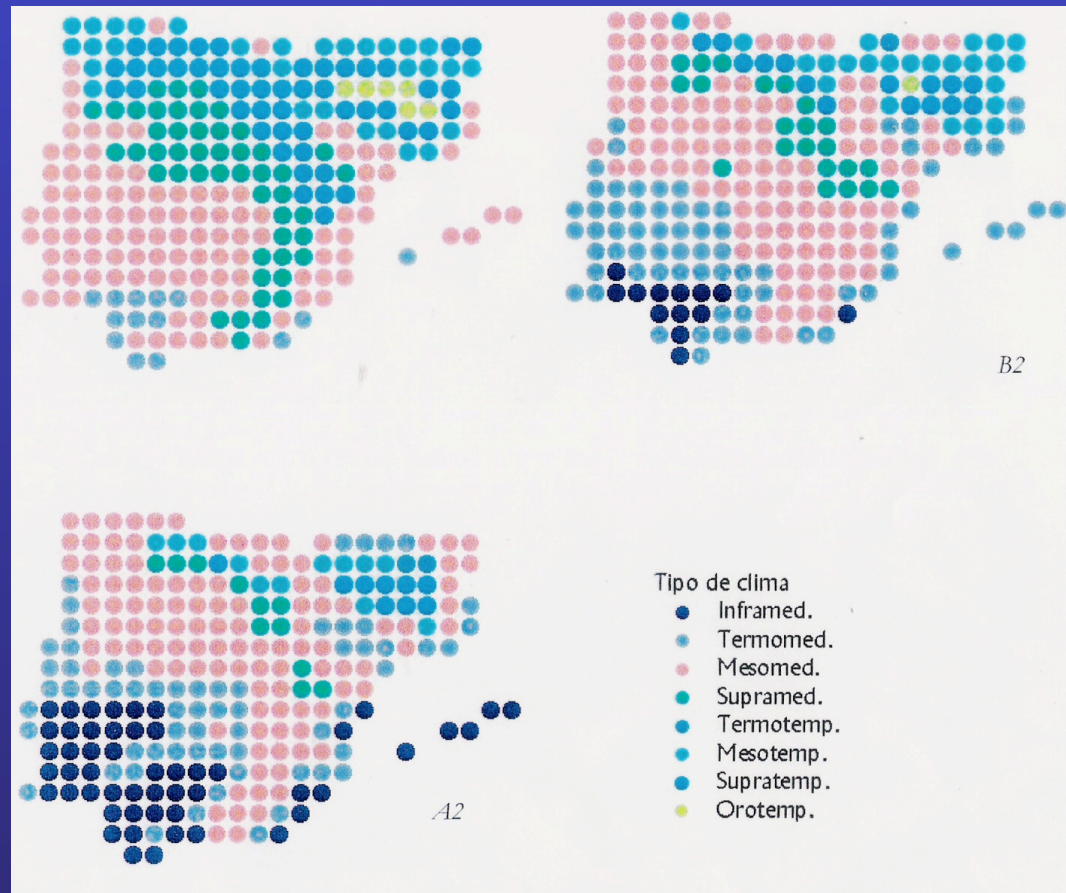 B2
Tipo de clima
Inframed.
Termomed.
Mesomed.
Supramed.
Termotemp.
Mesotemp.
Supratemp.
Orotemp.
A2